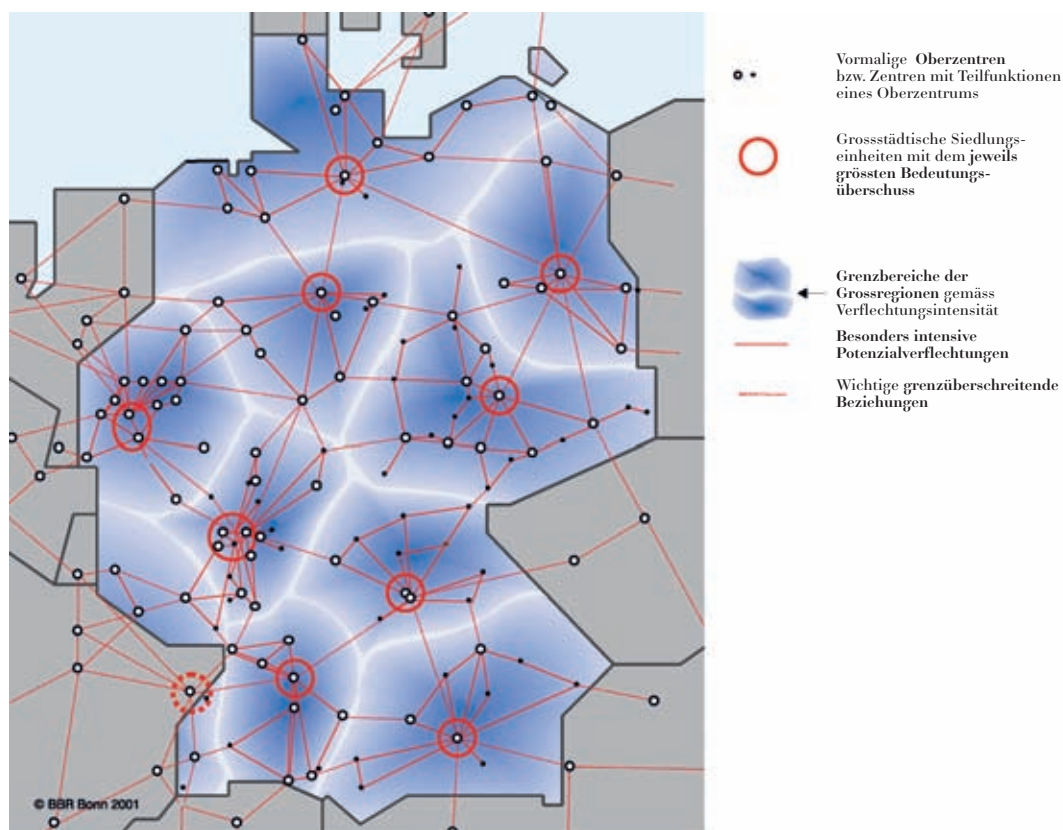 Vormalige Oberzentren
bzw. Zentren mit Teilfunktionen
eines Oberzentrums
Grossstädtische Siedlungs-
einheiten mit dem jeweils
grössten Bedeutungs-
überschuss
Grenzbereiche der
Grossregionen gemäss
Verflechtungsintensität
Besonders intensive
Potenzialverflechtungen
Wichtige grenzüberschreitende
Beziehungen
© BBR Bonn 2001